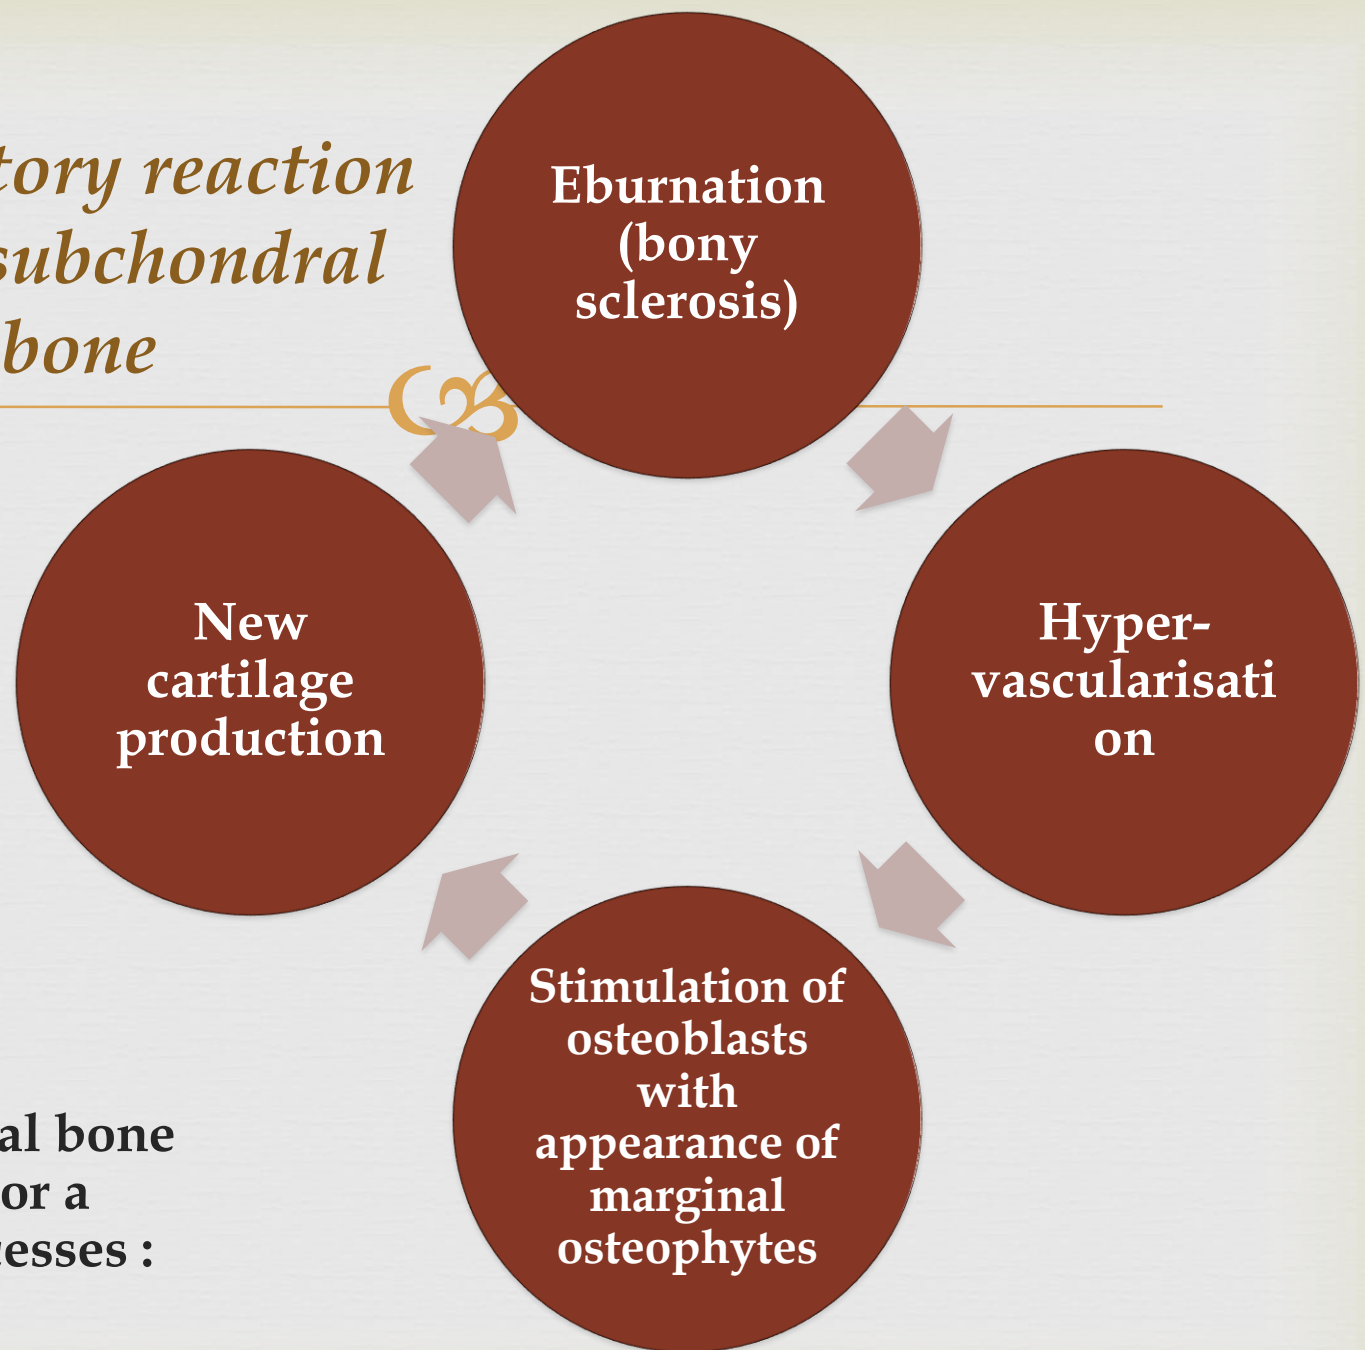 tory reaction
subchondral
bone
Eburnation
(bony
sclerosis)
New
cartilage
production
Hyper-
vascularisati
on
Stimulation of
osteoblasts
with
appearance of
marginal
osteophytes
al bone
or a
cesses :